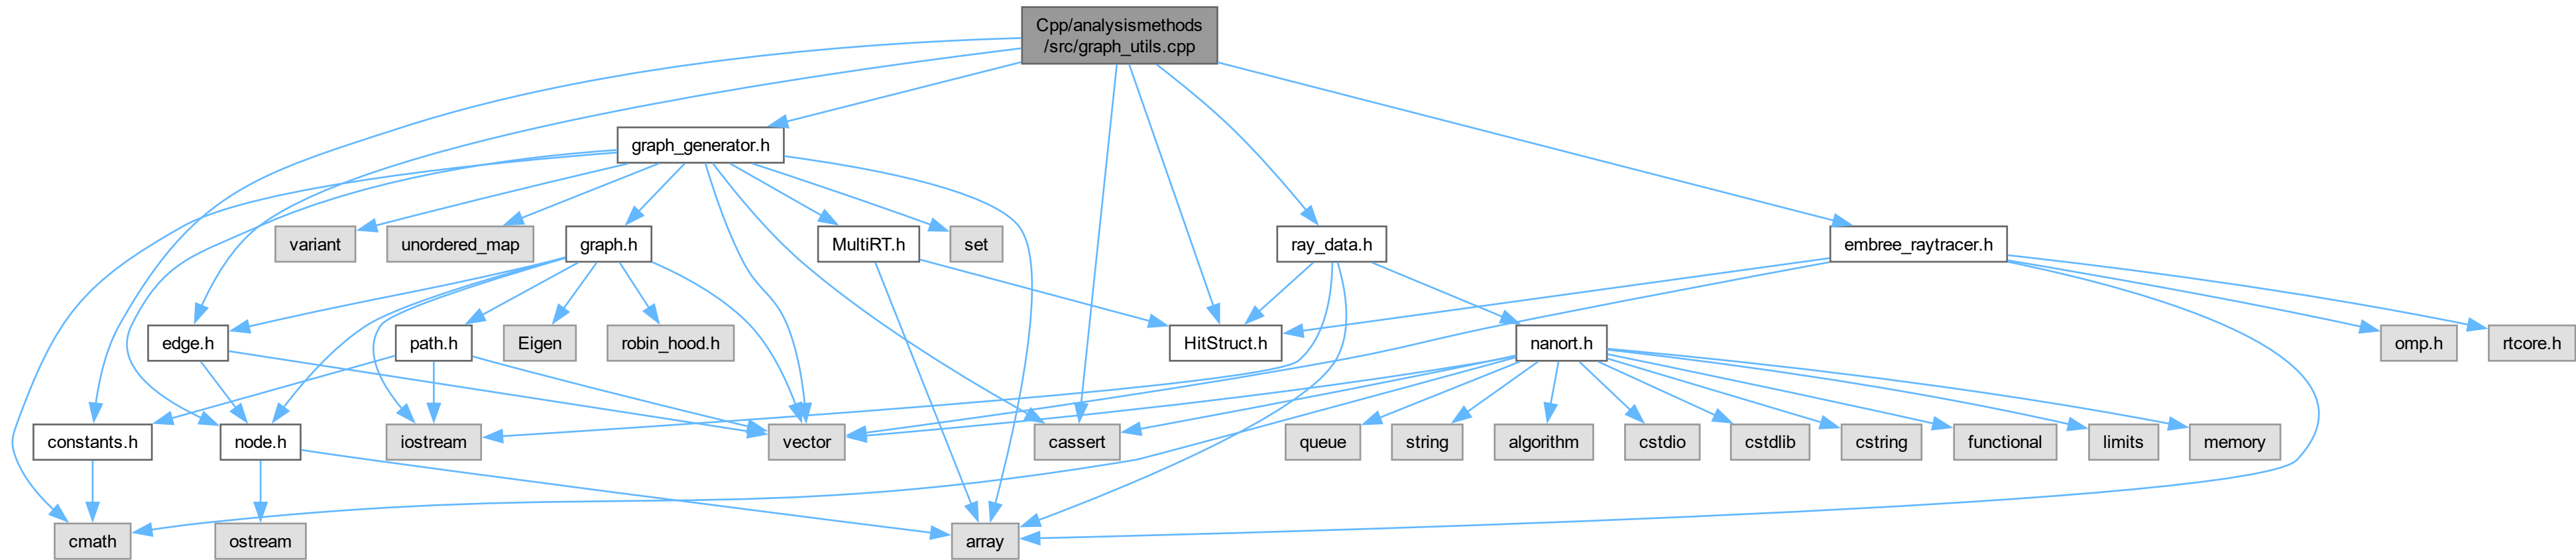 Cpp/analysismethods
/src/graph_utils.cpp
graph_generator.h
variant
unordered_map
graph.h
MultiRT.h
set
ray_data.h
embree_raytracer.h
edge.h
path.h
Eigen
robin_hood.h
HitStruct.h
nanort.h
omp.h
rtcore.h
constants.h
node.h
iostream
vector
cassert
queue
string
algorithm
cstdio
cstdlib
cstring
functional
limits
memory
cmath
ostream
array